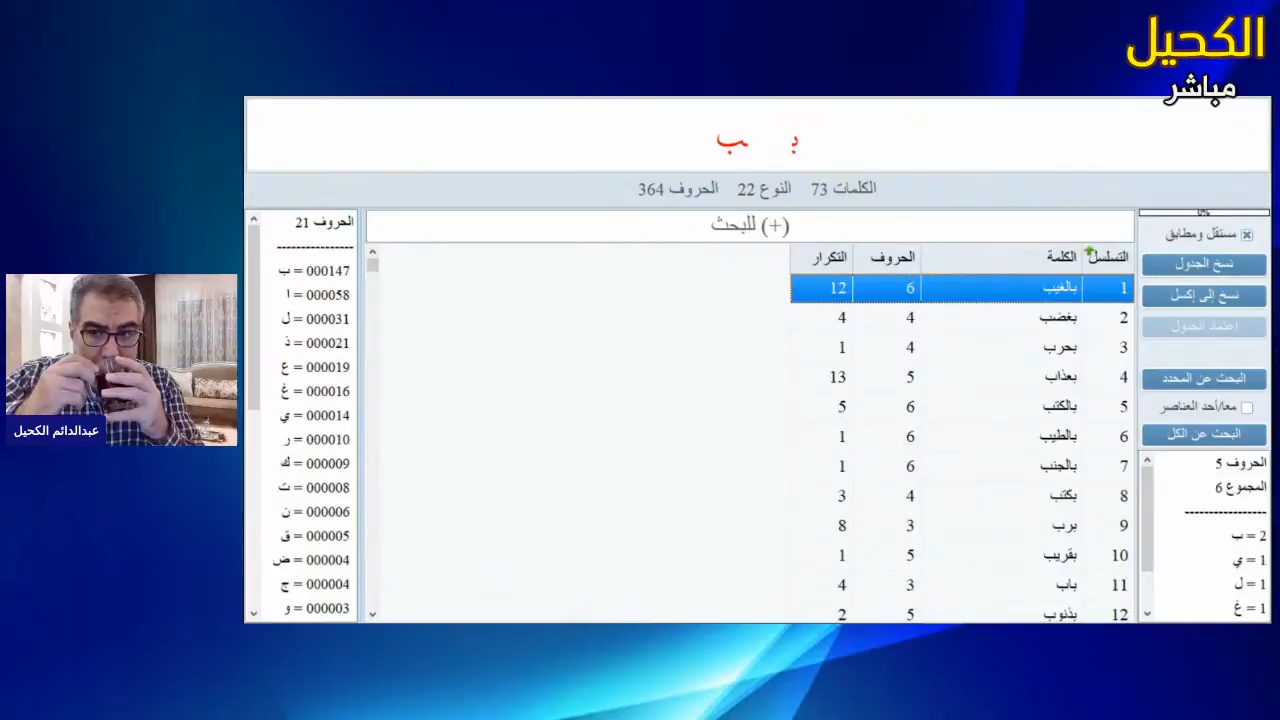 الكحيل
مباشر
بـ ـب
الكلمات 73 النوع 22 الحروف 364
(+) للبحث
التسلسل الكلمة الحروف التكرار
1 بالغيب 6 12
2 بغضب 4 4
3 بحرب 4 1
4 بعذاب 5 13
5 بالكتب 6 5
6 بالطيب 6 1
7 بالجنب 6 1
8 بكتب 4 3
9 برب 3 8
10 بقريب 5 1
11 باب 3 4
12 بذنوب 5 2
0%
مستقل ومطابق
نسخ الجدول
نسخ إلى إكسل
اعتماد الجدول
البحث عن المحدد
معا/أحد العناصر
البحث عن الكل
الحروف 5
المجموع 6
-----------------
2 = ب
1 = ي
1 = ل
1 = غ
الحروف 21
----------------
000147 = ب
000058 = ا
000031 = ل
000021 = ذ
000019 = ع
000016 = غ
000014 = ي
000010 = ر
000009 = ك
000008 = ت
000006 = ن
000005 = ق
000004 = ض
000004 = ج
000003 = و
عبدالدائم الكحيل